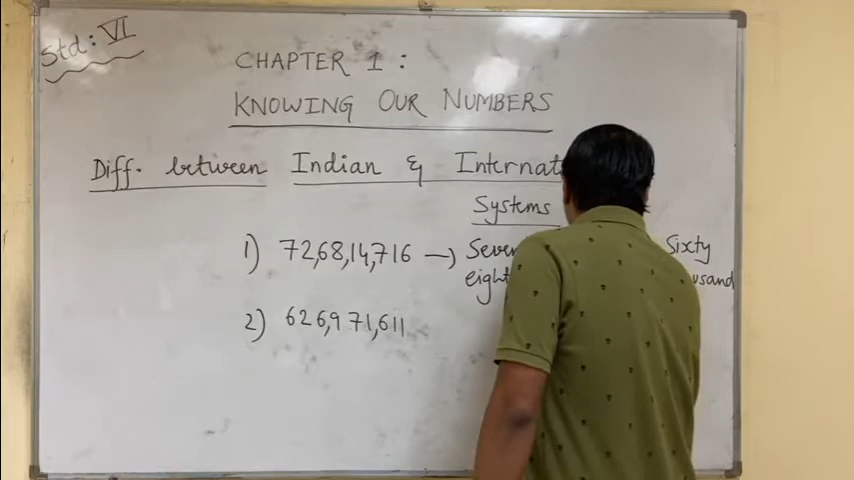 Std: VI
CHAPTER 1 :
KNOWING OUR NUMBERS
Diff. between Indian & Internat
Systems
1) 72,68,14,716 → Seven Sixty
eight
2) 626,971,611